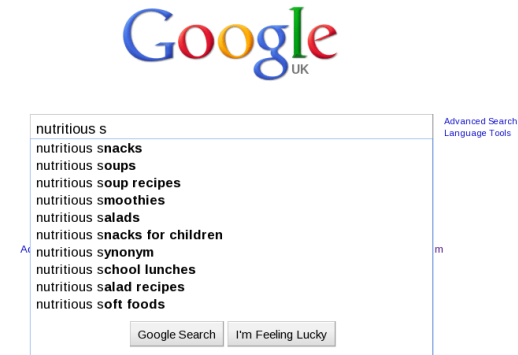 Google
UK
nutritious s
Advanced Search
Language Tools
nutritious snacks
nutritious soups
nutritious soup recipes
nutritious smoothies
nutritious salads
nutritious snacks for children
nutritious synonym
nutritious school lunches
nutritious salad recipes
nutritious soft foods
Google Search
I'm Feeling Lucky